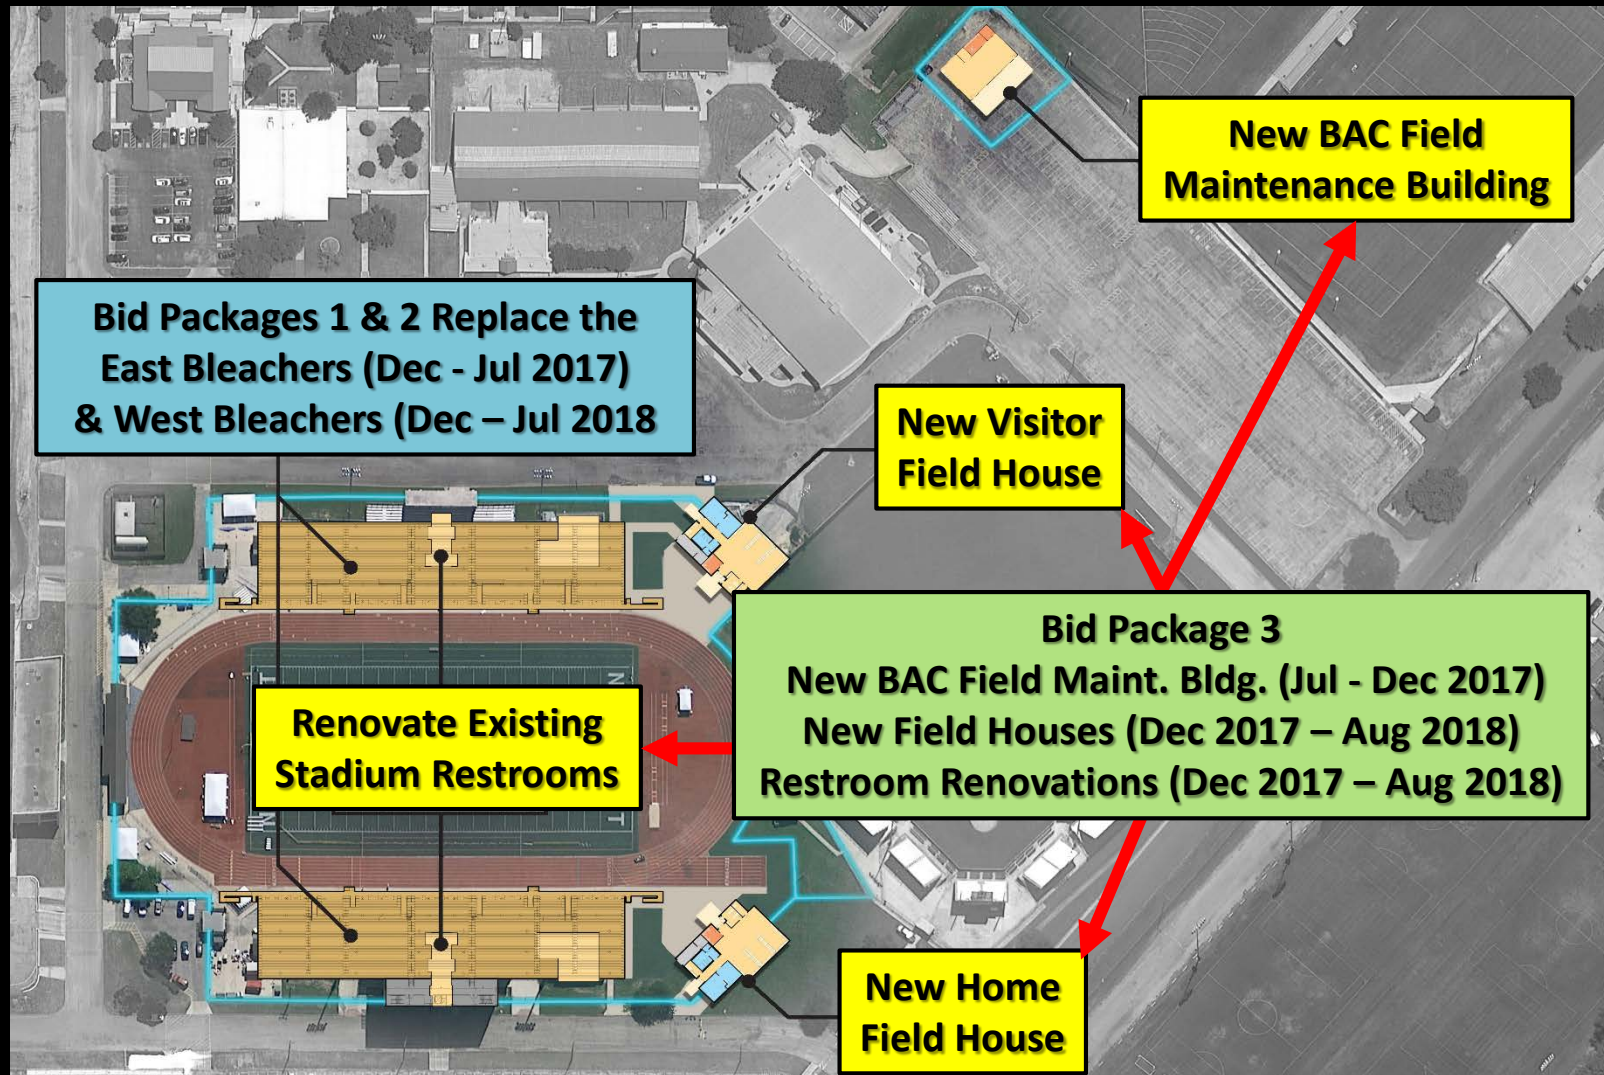 New BAC Field
Maintenance Building
Bid Packages 1 & 2 Replace the
East Bleachers (Dec - Jul 2017)
& West Bleachers (Dec – Jul 2018
New Visitor
Field House
Bid Package 3
New BAC Field Maint. Bldg. (Jul - Dec 2017)
New Field Houses (Dec 2017 – Aug 2018)
Restroom Renovations (Dec 2017 – Aug 2018)
Renovate Existing
Stadium Restrooms
New Home
Field House